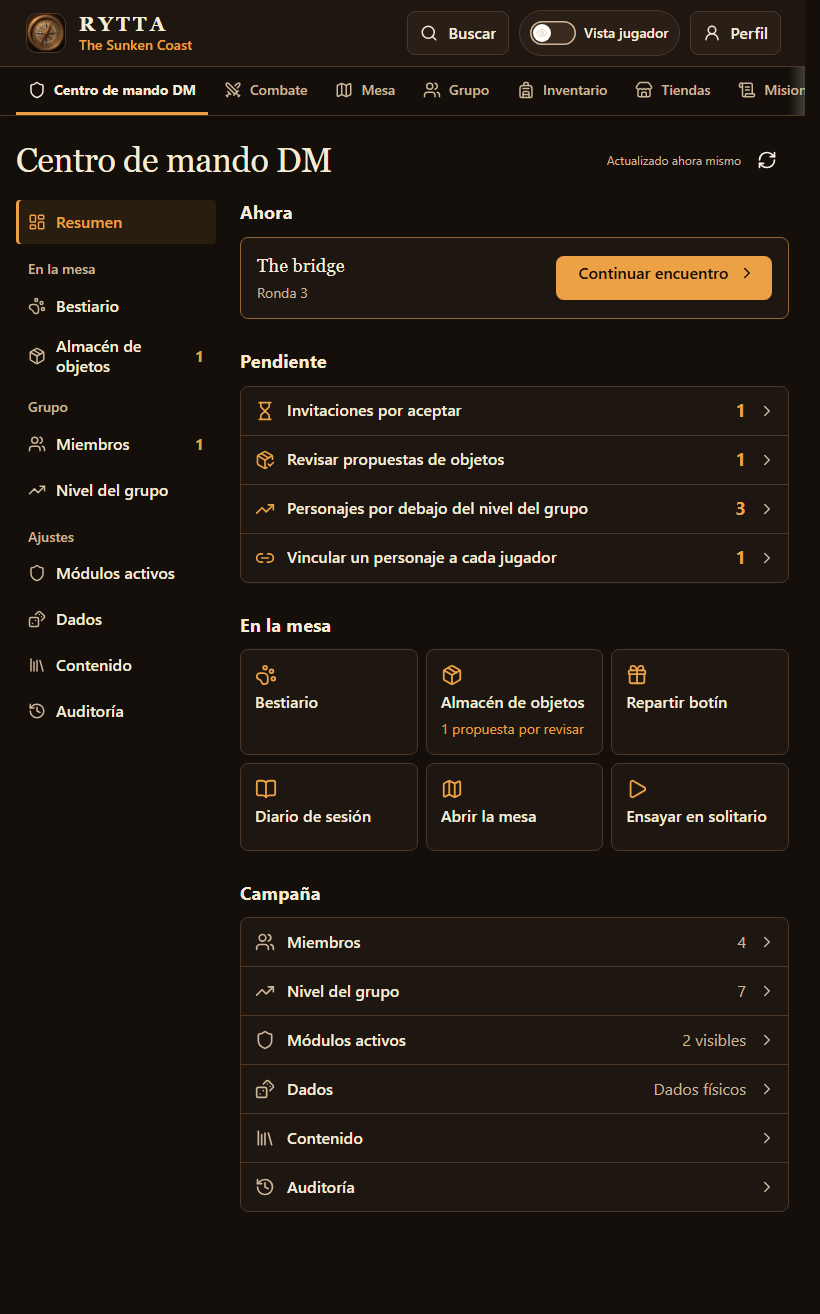 RYTTA
The Sunken Coast
Buscar
Vista jugador
Perfil
Centro de mando DM
Combate
Mesa
Grupo
Inventario
Tiendas
Mision
Centro de mando DM
Actualizado ahora mismo
Resumen
En la mesa
Bestiario
Almacén de
objetos
1
Grupo
Miembros
1
Nivel del grupo
Ajustes
Módulos activos
Dados
Contenido
Auditoría
Ahora
The bridge
Ronda 3
Continuar encuentro
Pendiente
Invitaciones por aceptar
1
Revisar propuestas de objetos
1
Personajes por debajo del nivel del grupo
3
Vincular un personaje a cada jugador
1
En la mesa
Bestiario
Almacén de objetos
1 propuesta por revisar
Repartir botín
Diario de sesión
Abrir la mesa
Ensayar en solitario
Campaña
Miembros
4
Nivel del grupo
7
Módulos activos
2 visibles
Dados
Dados físicos
Contenido
Auditoría